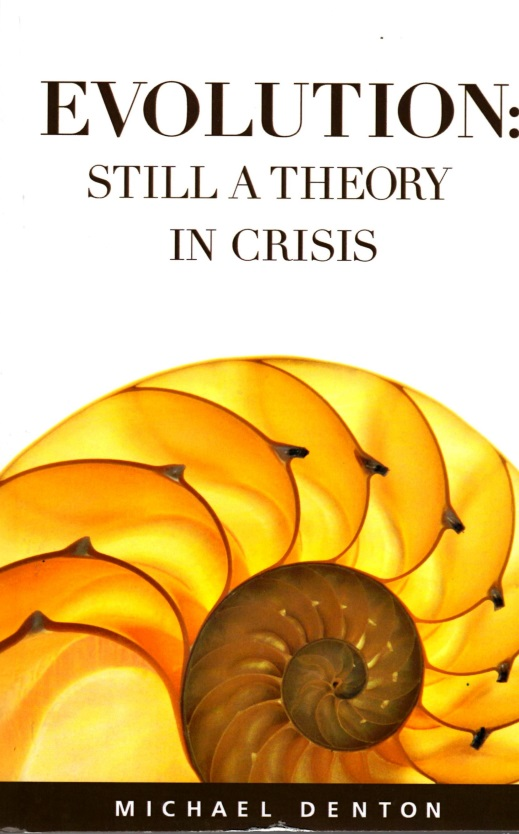 EVOLUTION:
STILL A THEORY
IN CRISIS
MICHAEL DENTON